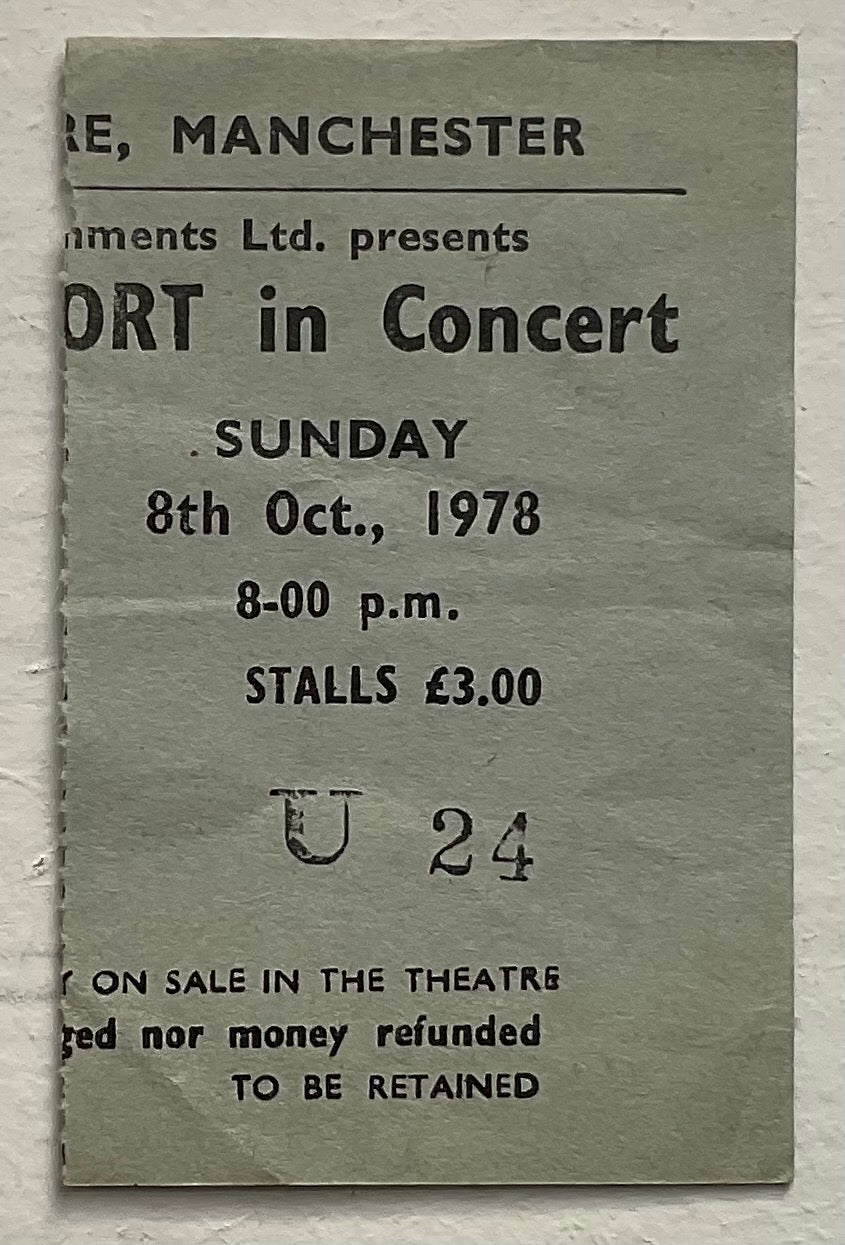 RE, MANCHESTER
nments Ltd. presents
ORT in Concert
SUNDAY
8th Oct., 1978
8-00 p.m.
STALLS £3.00
U 24
Y ON SALE IN THE THEATRE
ged nor money refunded
TO BE RETAINED